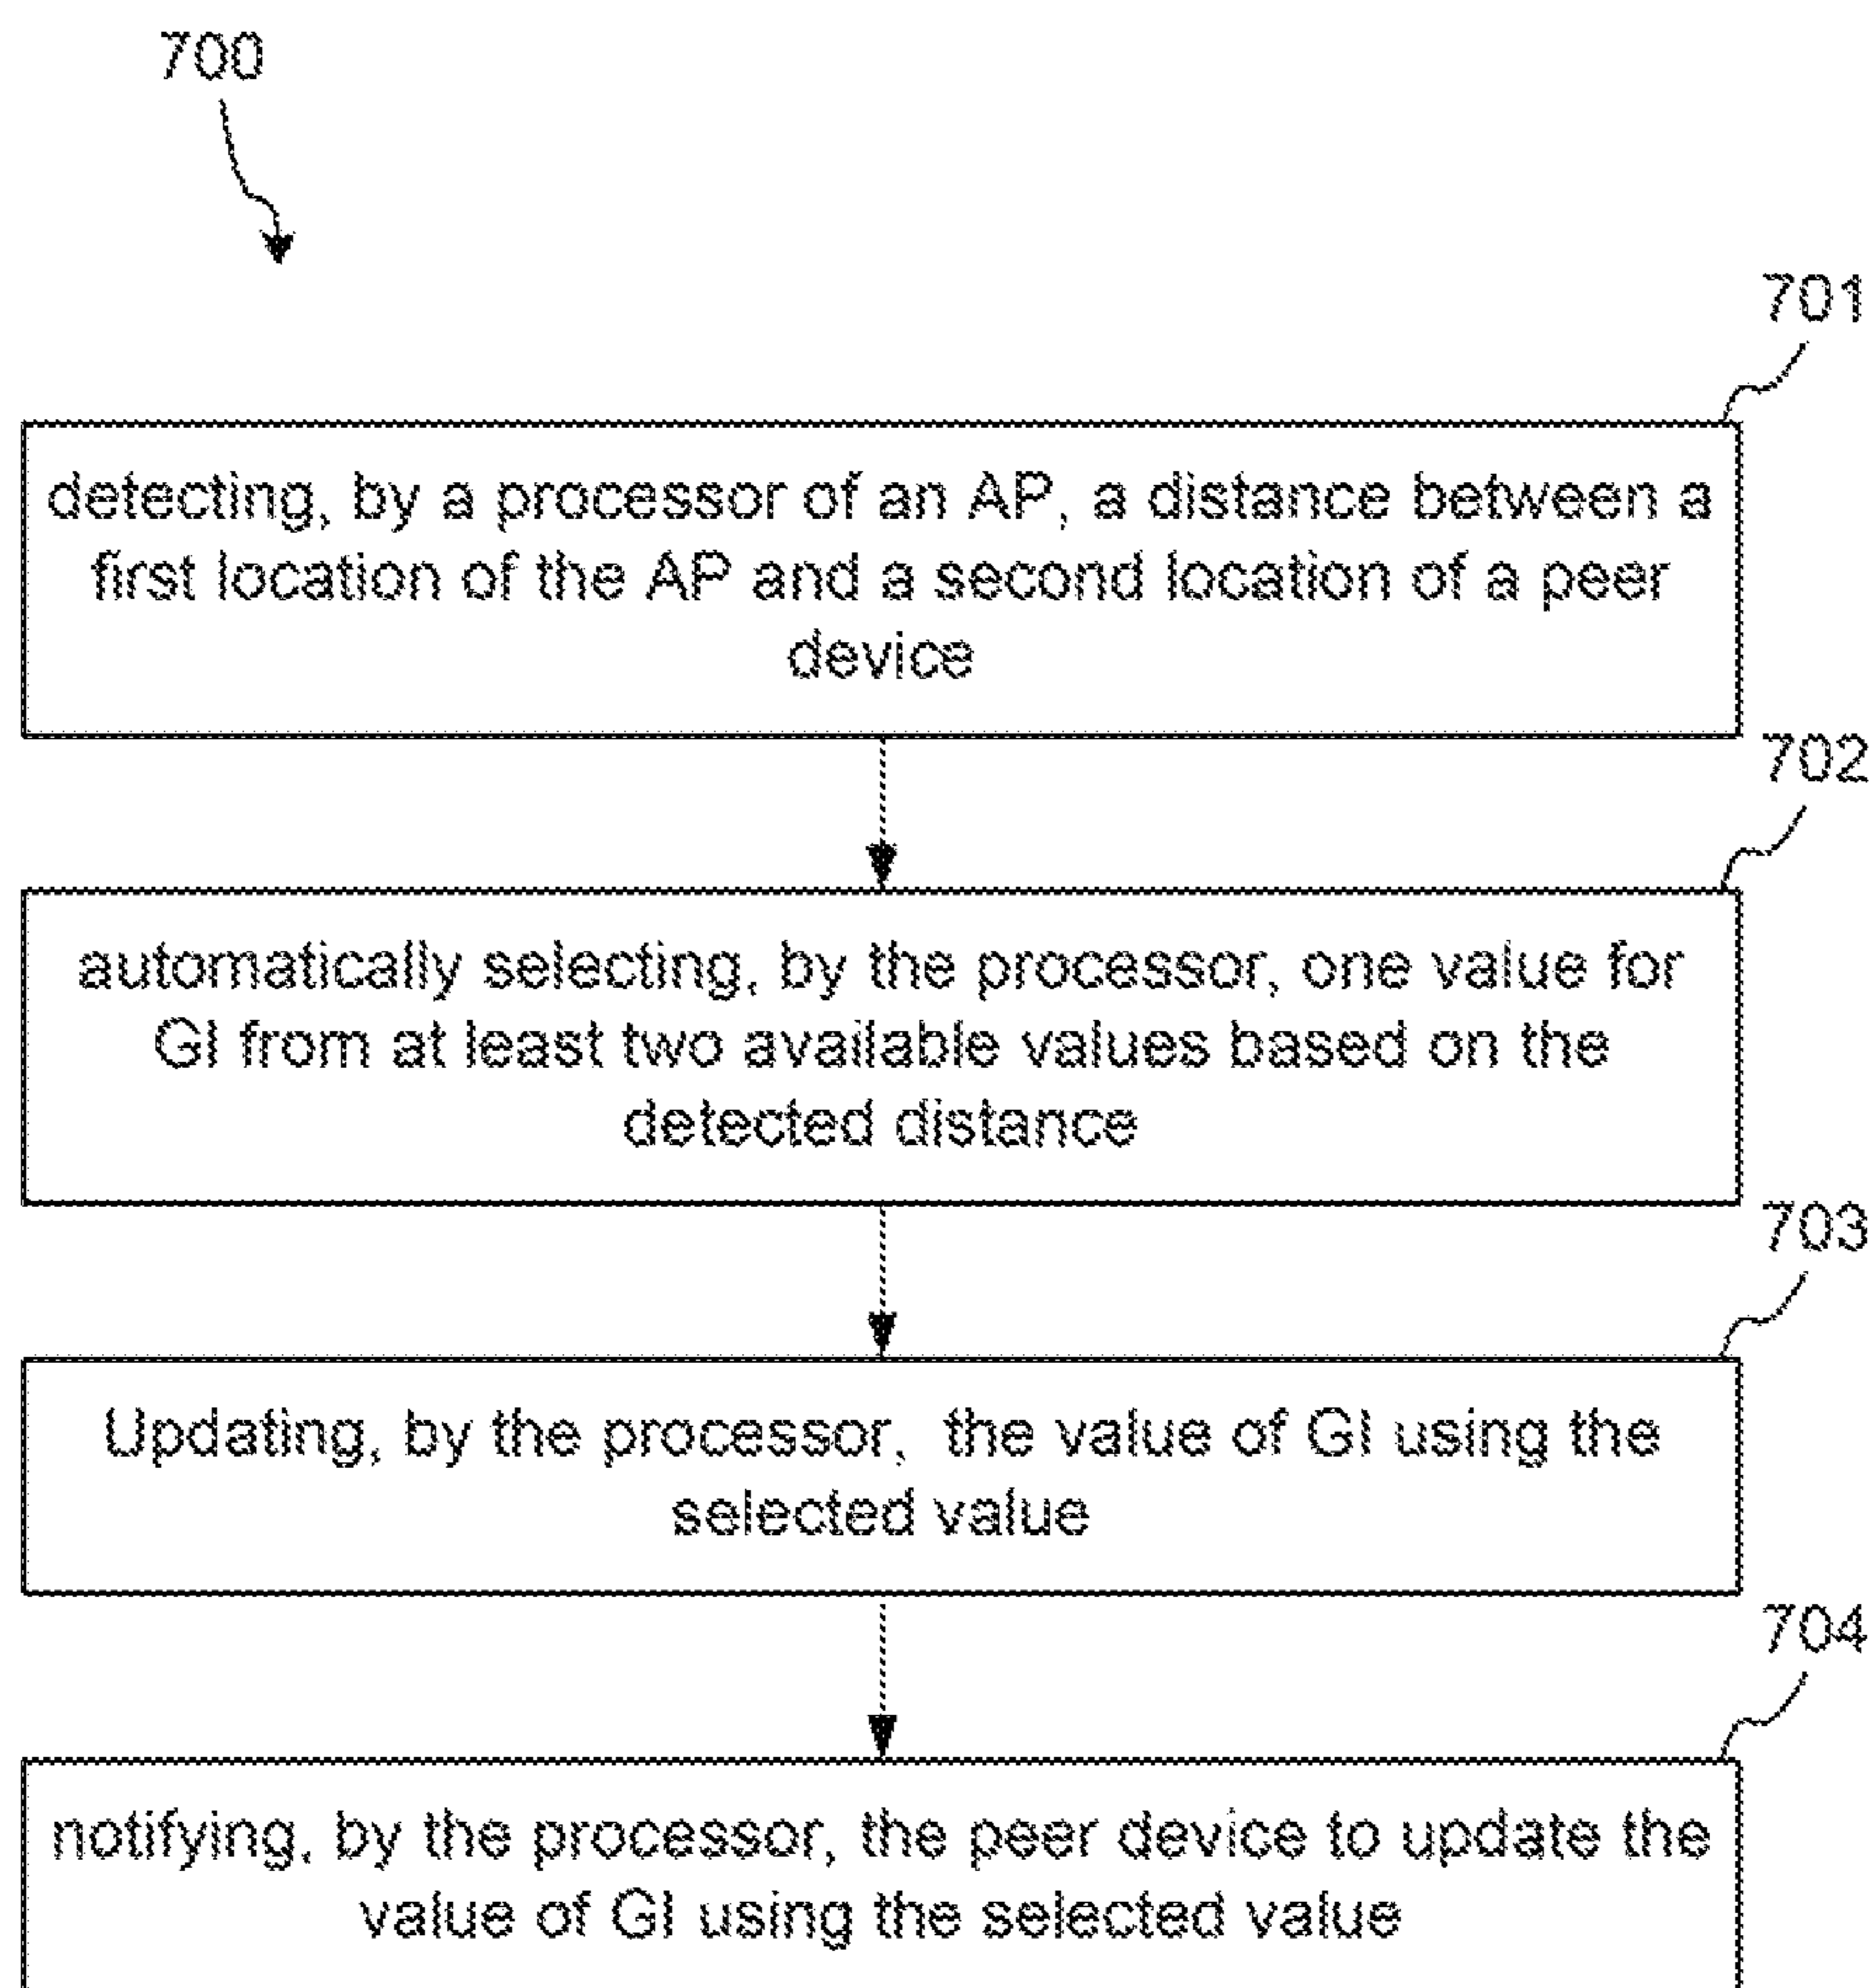 700
701
detecting, by a processor of an AP, a distance between a
first location of the AP and a second location of a peer
device
702
automatically selecting, by the processor, one value for
GI from at least two available values based on the
detected distance
703
Updating, by the processor, the value of GI using the
selected value
704
notifying, by the processor, the peer device to update the
value of GI using the selected value